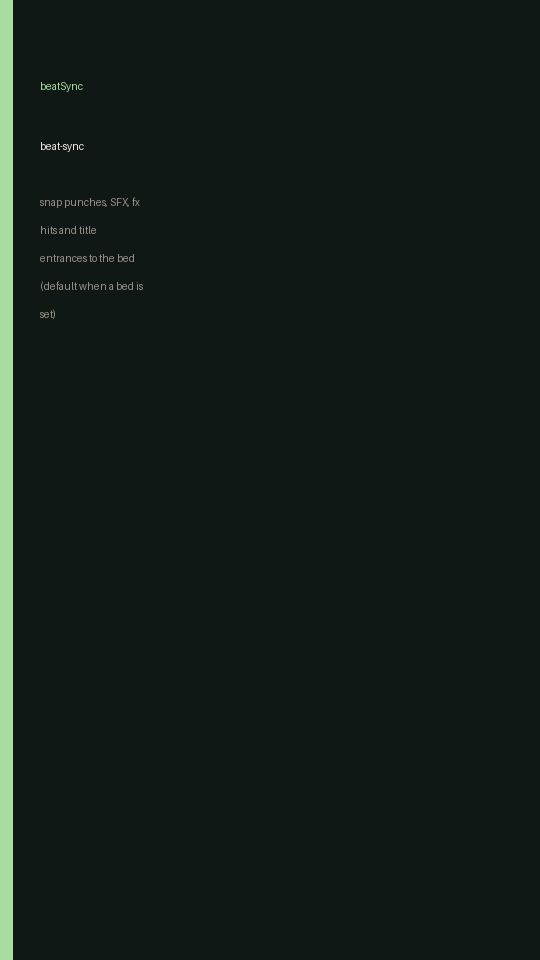 beatSync
beat-sync
snap punches, SFX, fx
hits and title
entrances to the bed
(default when a bed is
set)